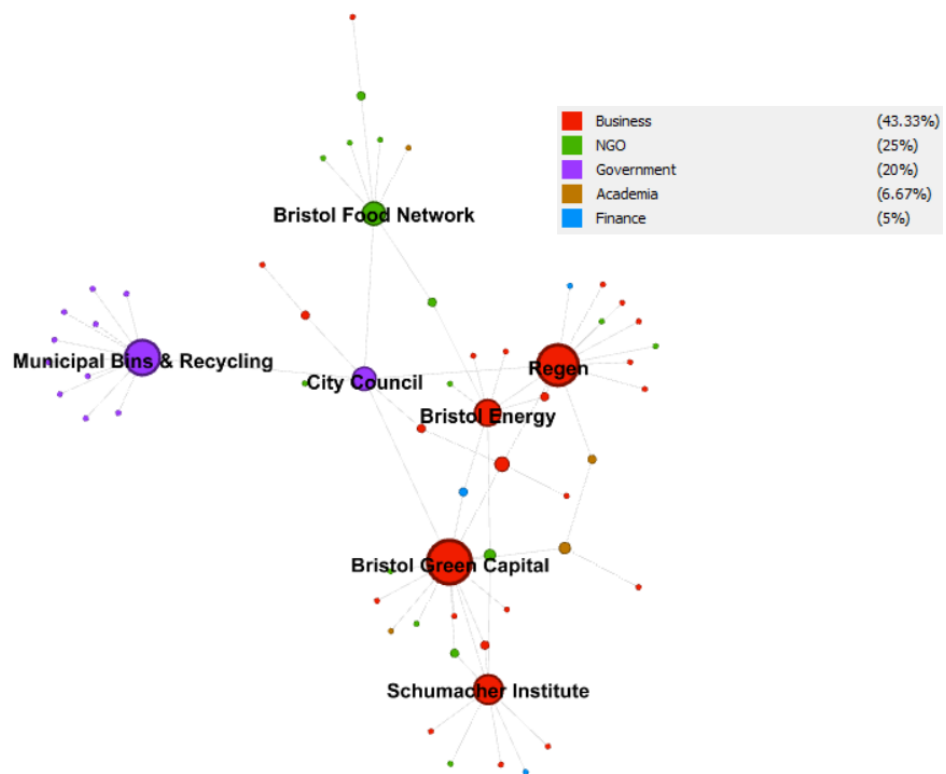 Business (43.33%)
NGO (25%)
Government (20%)
Academia (6.67%)
Finance (5%)
Bristol Food Network
Municipal Bins & Recycling
City Council
Regen
Bristol Energy
Bristol Green Capital
Schumacher Institute